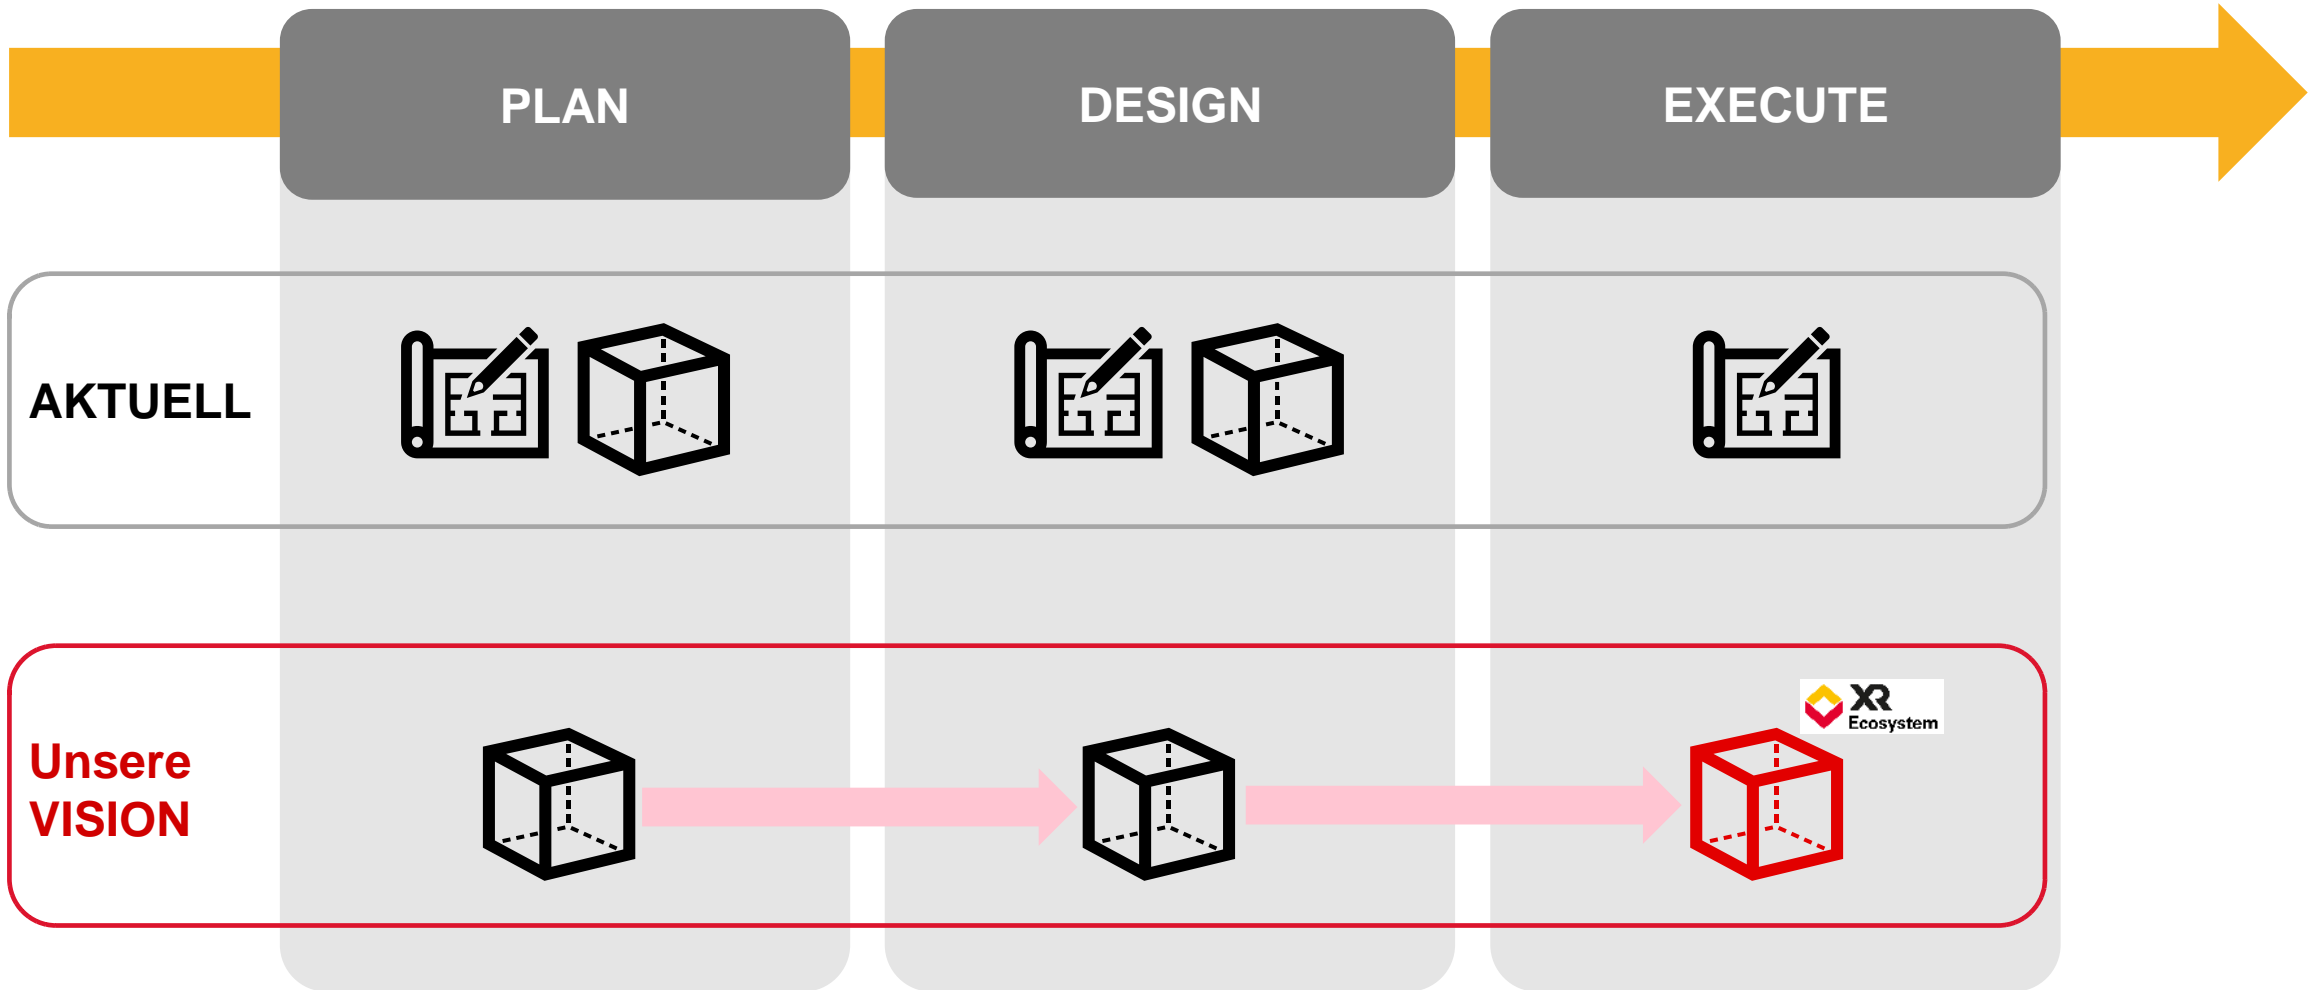 PLAN
DESIGN
EXECUTE
AKTUELL
Unsere
VISION
XR
Ecosystem